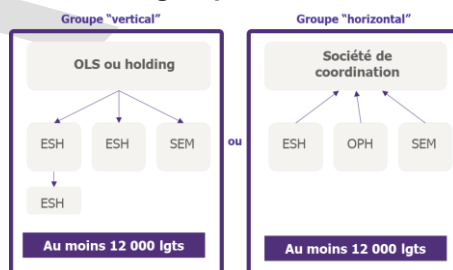 Groupe "vertical"
OLS ou holding
ESH
ESH
SEM
ESH
Au moins 12 000 lgts
ou
Groupe "horizontal"
Société de
coordination
ESH
OPH
SEM
Au moins 12 000 lgts